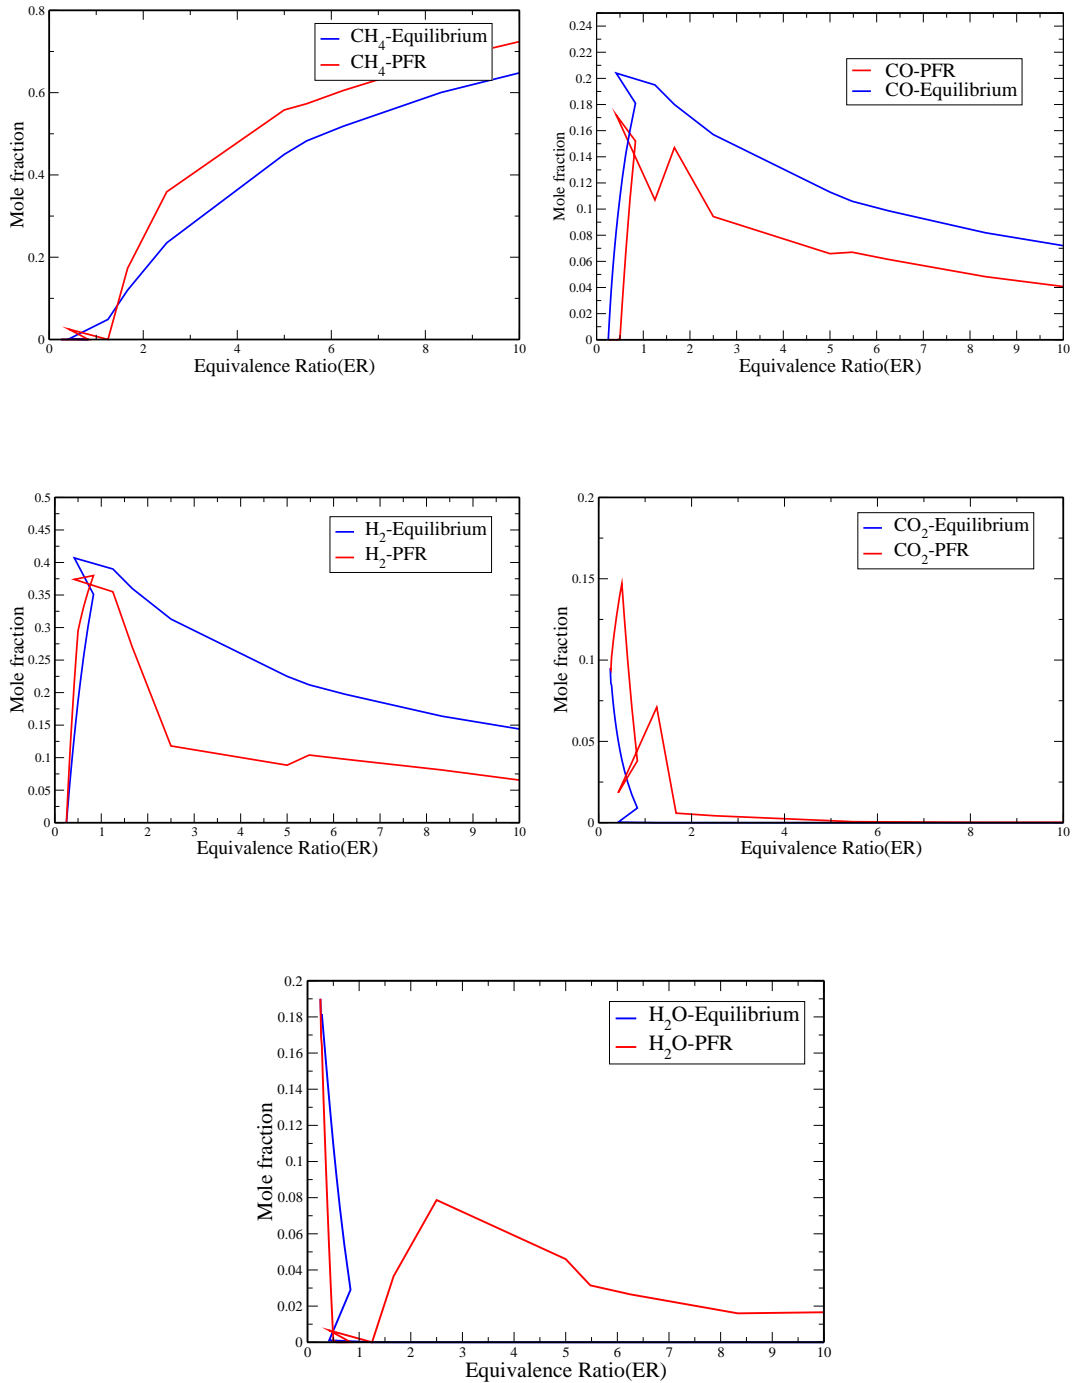 0.8
0.6
0.4
0.2
0
Mole fraction
CH4-Equilibrium
CH4-PFR
0 2 4 6 8 10
Equivalence Ratio(ER)
0.24
0.22
0.2
0.18
0.16
0.14
0.12
0.1
0.08
0.06
0.04
0.02
0
Mole fraction
CO-PFR
CO-Equilibrium
0 1 2 3 4 5 6 7 8 9 10
Equivalence Ratio(ER)
0.5
0.45
0.4
0.35
0.3
0.25
0.2
0.15
0.1
0.05
0
Mole fraction
H2-Equilibrium
H2-PFR
0 1 2 3 4 5 6 7 8 9 10
Equivalence Ratio(ER)
0.2
0.15
0.1
0.05
0
Mole fraction
CO2-Equilibrium
CO2-PFR
0 2 4 6 8 10
Equivalence Ratio(ER)
0.2
0.18
0.16
0.14
0.12
0.1
0.08
0.06
0.04
0.02
0
Mole fraction
H2O-Equilibrium
H2O-PFR
0 1 2 3 4 5 6 7 8 9 10
Equivalence Ratio(ER)